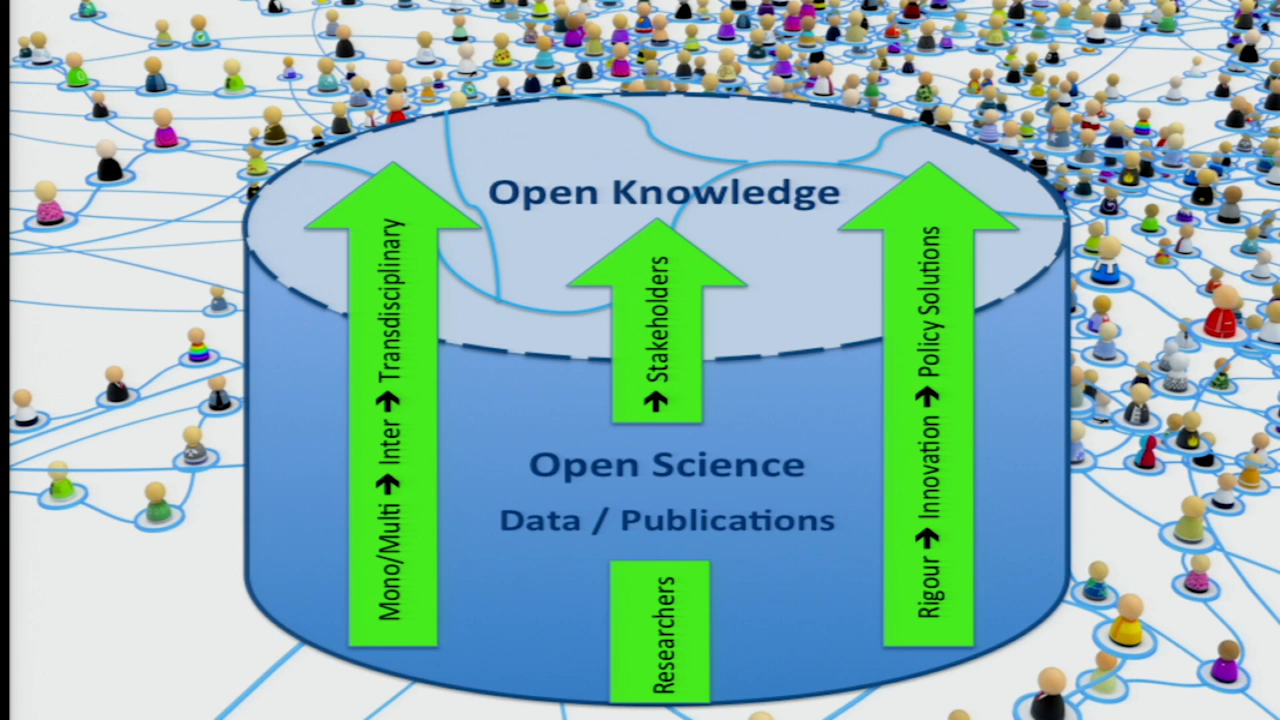 Open Knowledge
Mono/Multi → Inter → Transdisciplinary
→ Stakeholders
Rigour → Innovation → Policy Solutions
Open Science
Data / Publications
Researchers